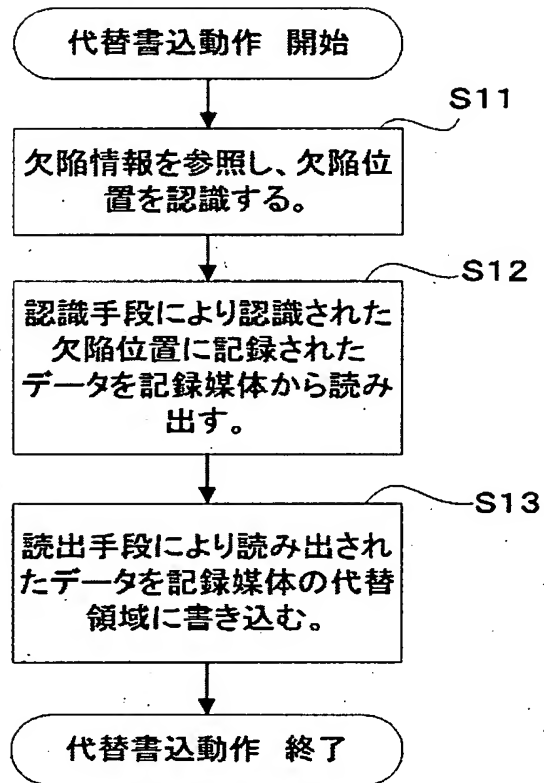 代替書込動作 開始
S11
欠陥情報を参照し、欠陥位
置を認識する。
S12
認識手段により認識された
欠陥位置に記録された
データを記録媒体から読み
出す。
S13
読出手段により読み出され
たデータを記録媒体の代替
領域に書き込む。
代替書込動作 終了